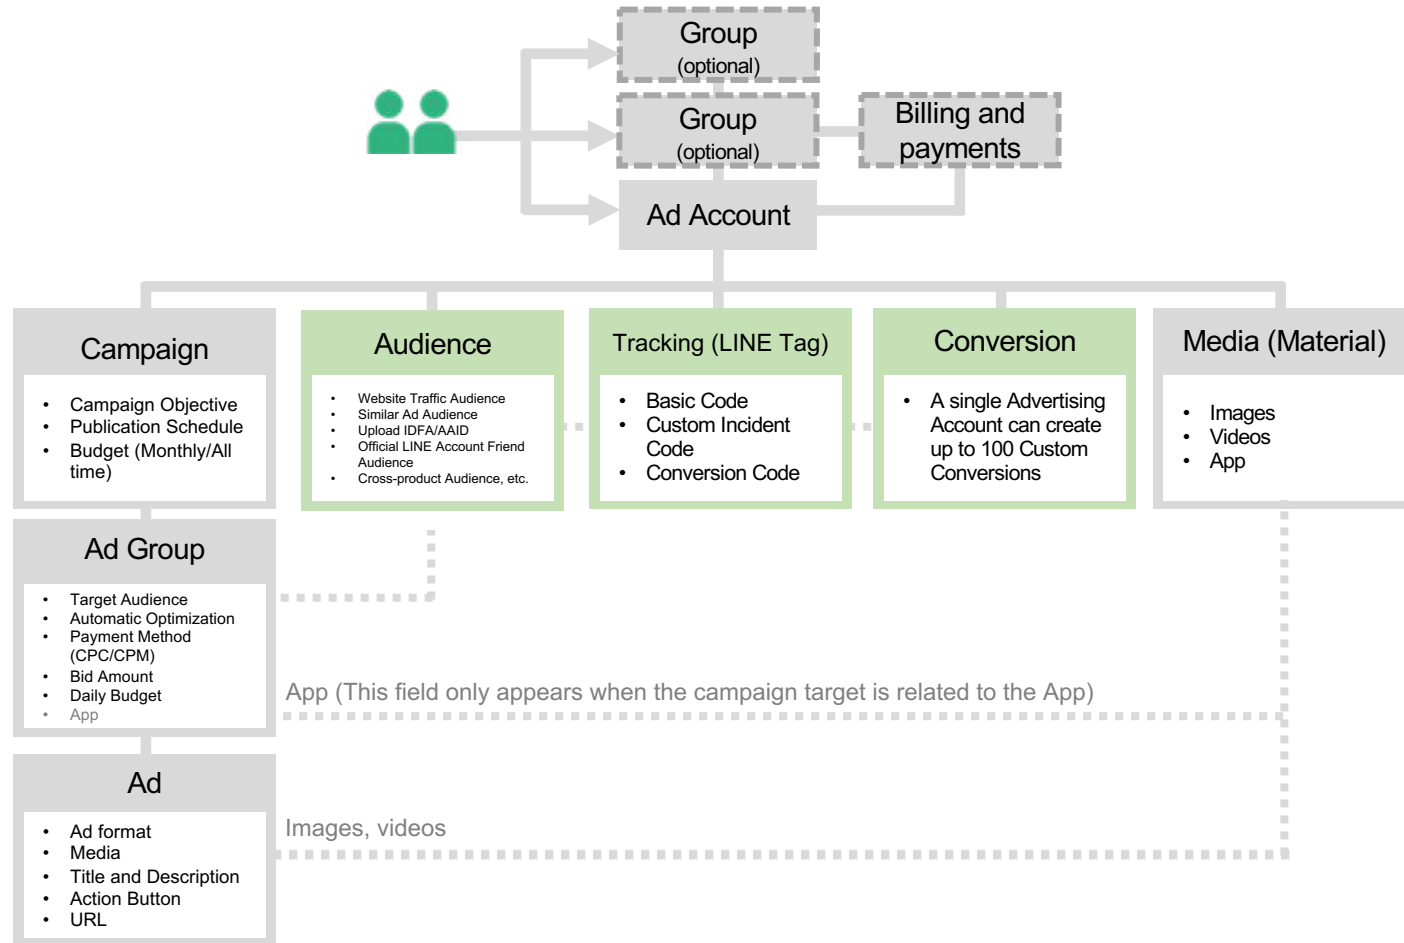 Group
(optional)
Group
(optional)
Billing and
payments
Ad Account
Campaign
• Campaign Objective
• Publication Schedule
• Budget (Monthly/All
time)
Audience
• Website Traffic Audience
• Similar Ad Audience
• Upload IDFA/AAID
• Official LINE Account Friend
Audience
• Cross-product Audience, etc.
Tracking (LINE Tag)
• Basic Code
• Custom Incident
Code
• Conversion Code
Conversion
• A single Advertising
Account can create
up to 100 Custom
Conversions
Media (Material)
• Images
• Videos
• App
Ad Group
• Target Audience
• Automatic Optimization
• Payment Method
(CPC/CPM)
• Bid Amount
• Daily Budget
• App
App (This field only appears when the campaign target is related to the App)
Ad
• Ad format
• Media
• Title and Description
• Action Button
• URL
Images, videos